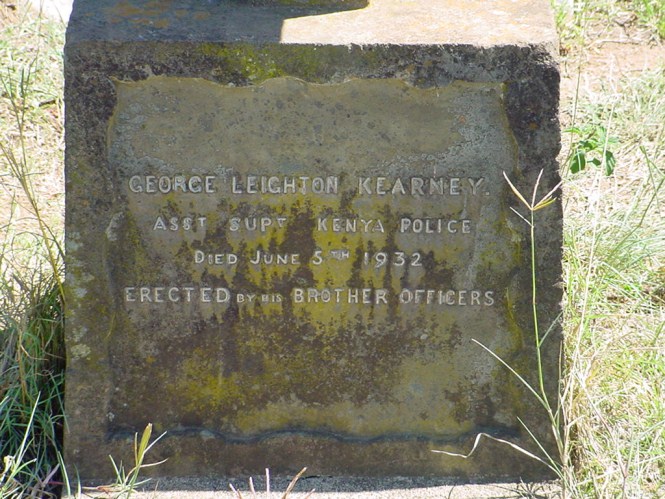 GEORGE LEIGHTON KEARNEY.
ASST SUPT KENYA POLICE
DIED JUNE 5TH 1932
ERECTED BY HIS BROTHER OFFICERS